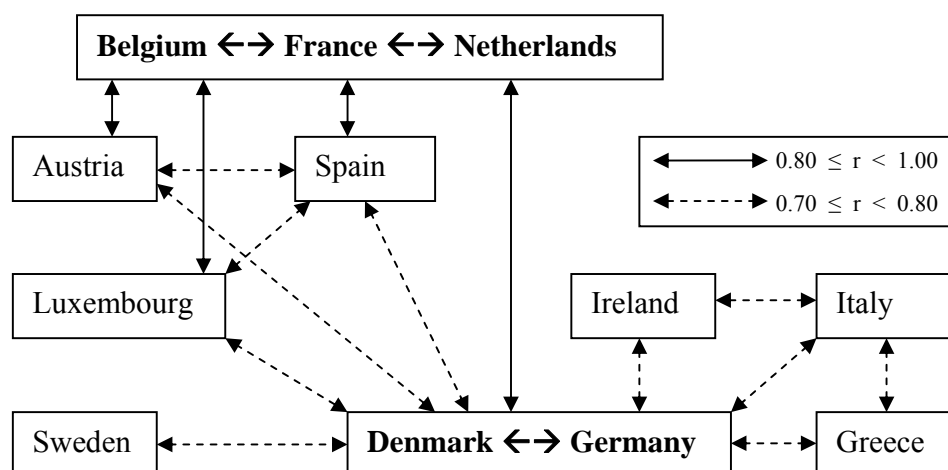 Belgium ←→ France ←→ Netherlands
Austria
Spain
0.80 ≤ r < 1.00
0.70 ≤ r < 0.80
Luxembourg
Ireland
Italy
Sweden
Denmark ←→ Germany
Greece